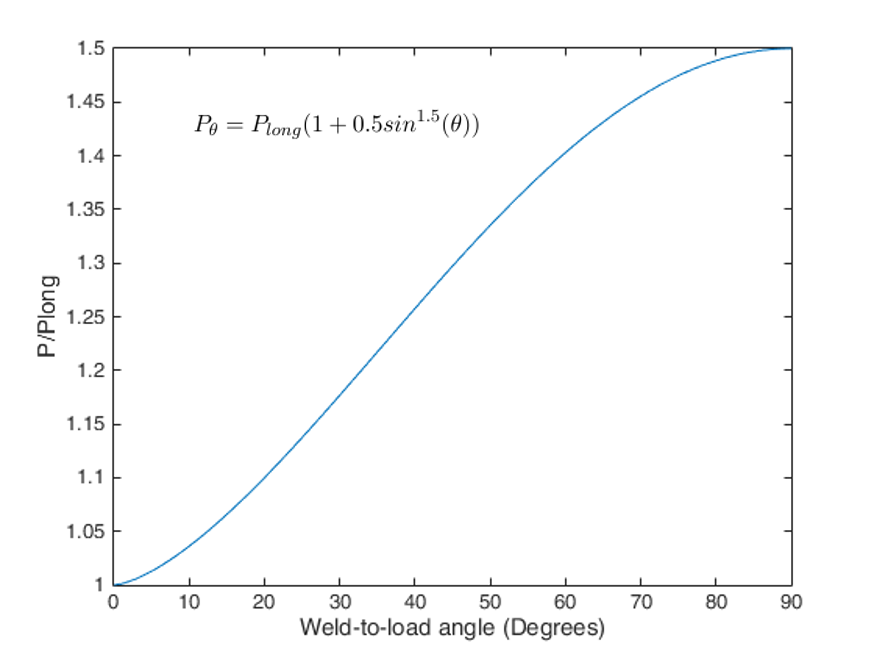 1.5
1.45
P_θ = P_long(1 + 0.5sin^1.5(θ))
1.4
1.35
1.3
1.25
1.2
1.15
1.1
1.05
1
P/Plong
0 10 20 30 40 50 60 70 80 90
Weld-to-load angle (Degrees)